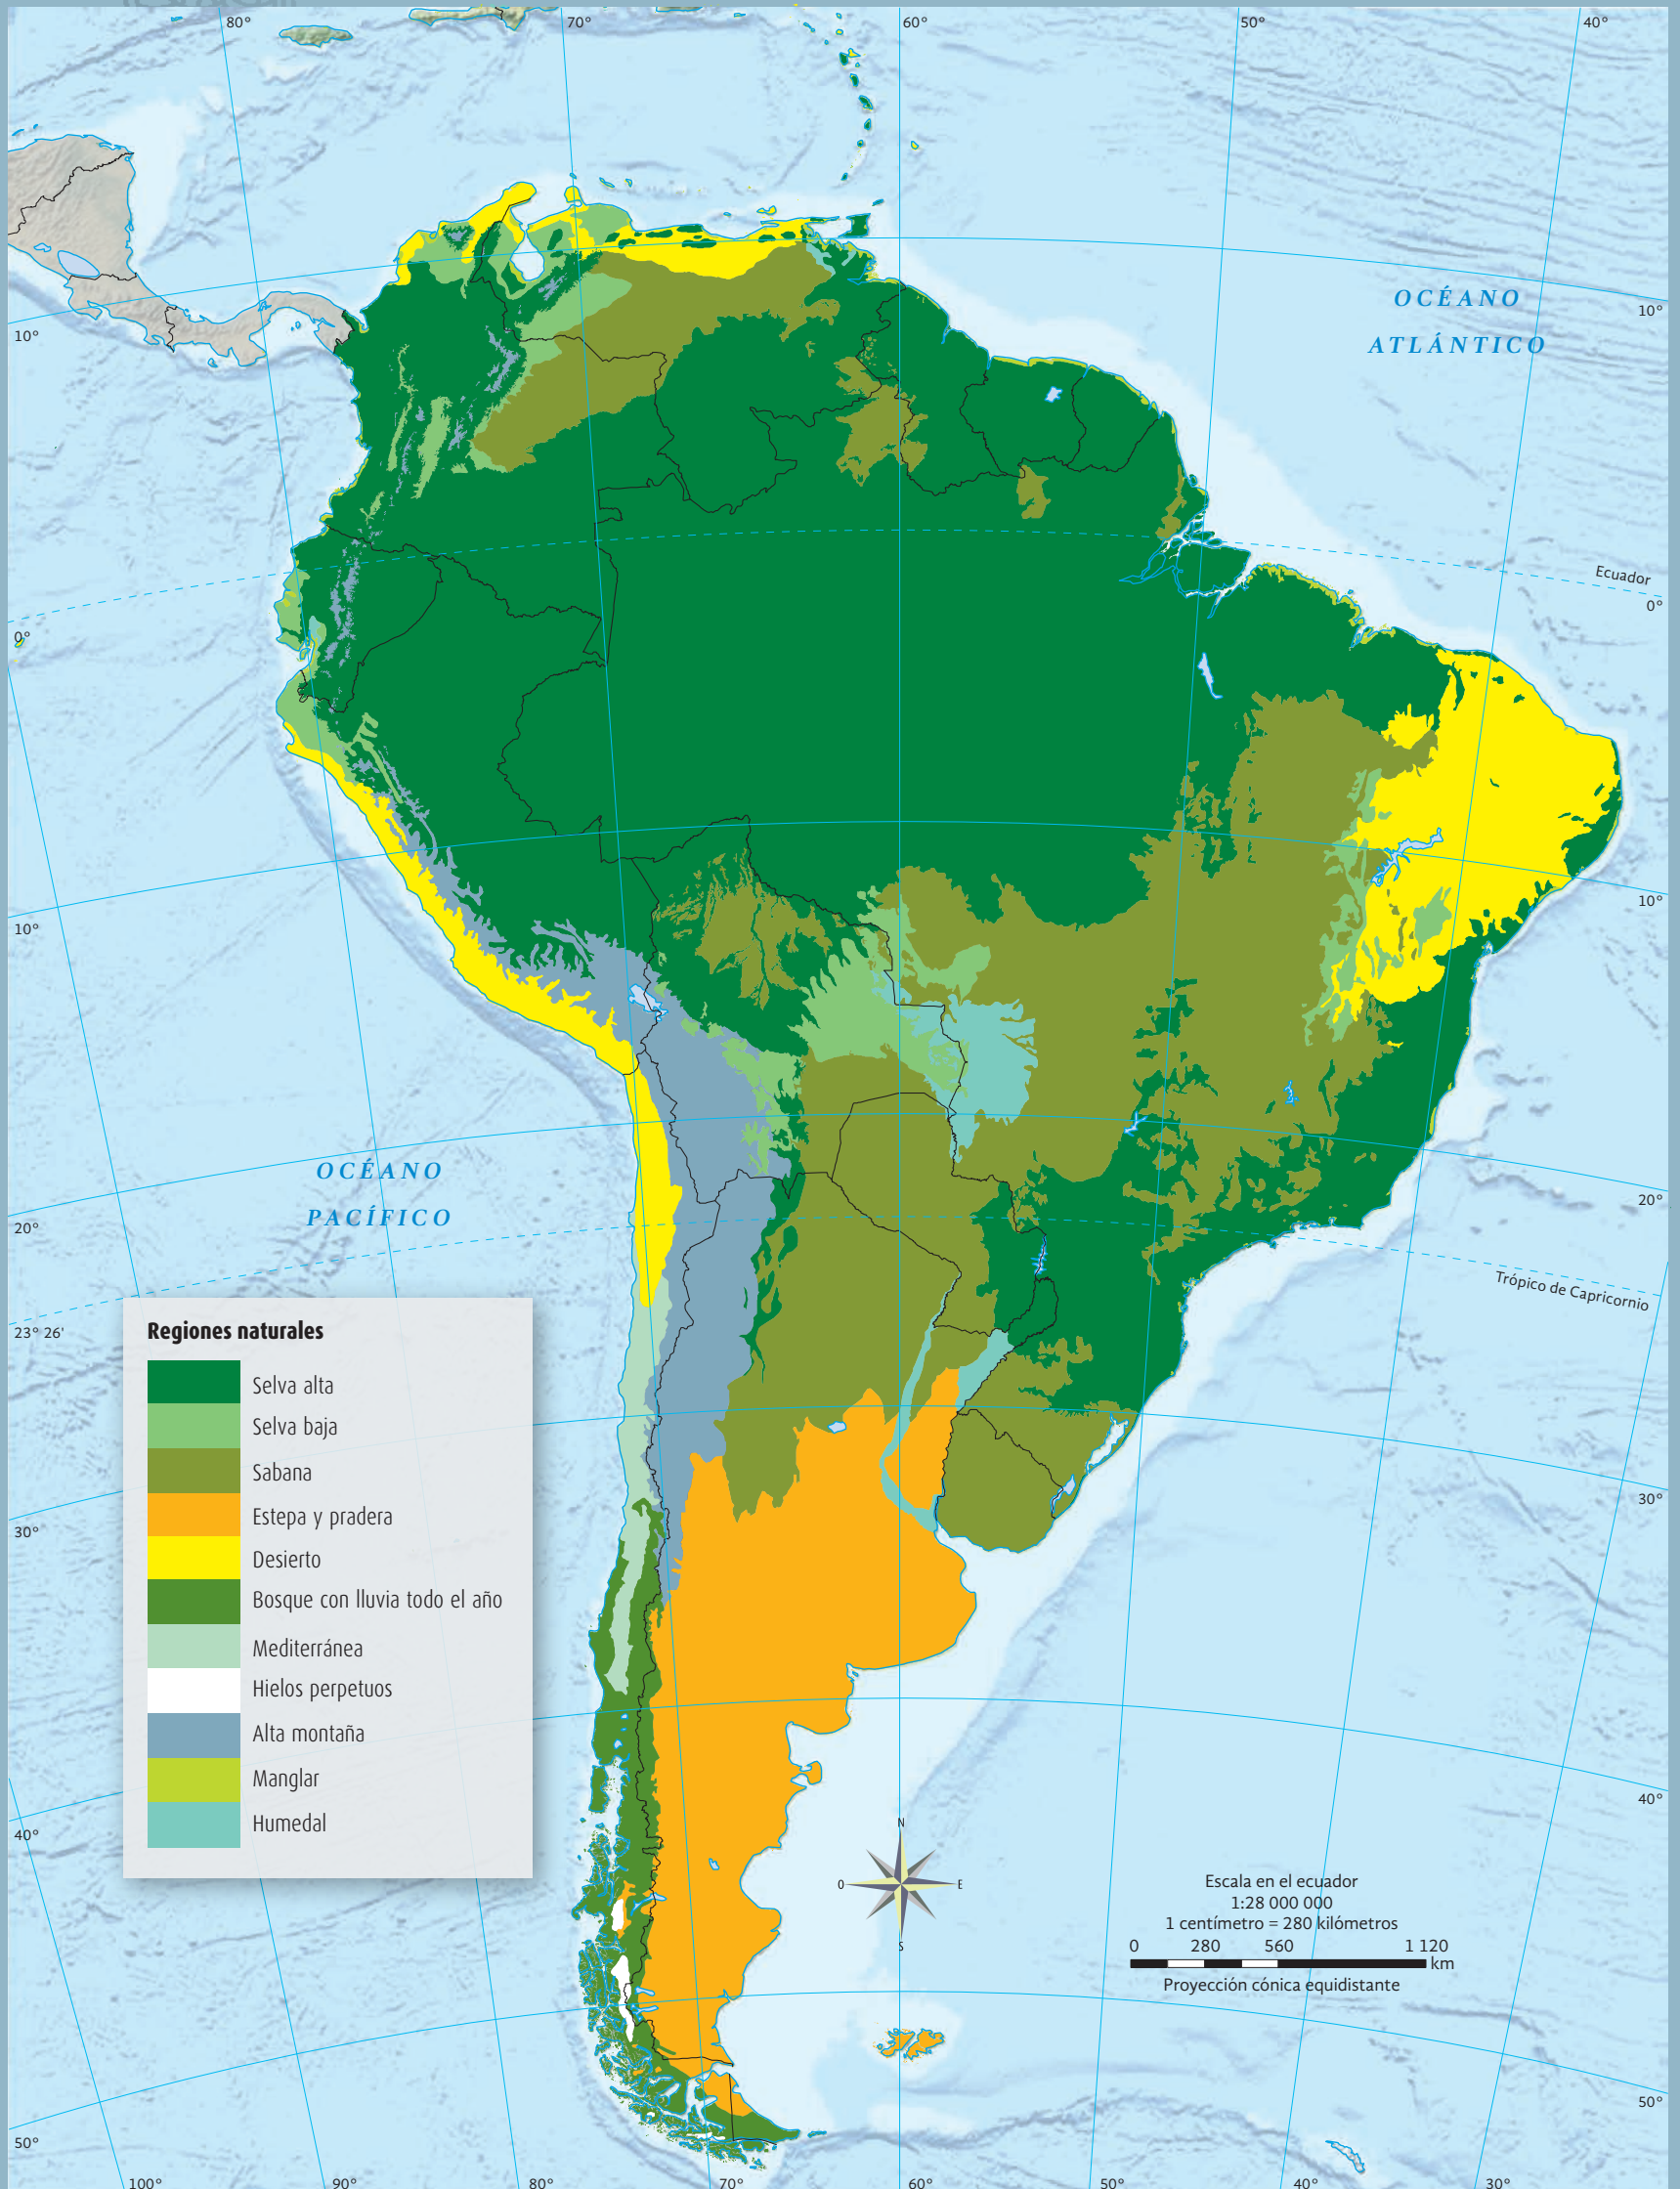 80°
70°
60°
50°
40°
OCÉANO
ATLÁNTICO
10°
10°
Ecuador
0°
0°
10°
10°
OCÉANO
PACÍFICO
20°
20°
Trópico de Capricornio
23° 26'
Regiones naturales
Selva alta
Selva baja
Sabana
Estepa y pradera
Desierto
Bosque con lluvia todo el año
Mediterránea
Hielos perpetuos
Alta montaña
Manglar
Humedal
30°
30°
40°
40°
N
O
E
S
Escala en el ecuador
1:28 000 000
1 centímetro = 280 kilómetros
0 280 560 1 120
km
Proyección cónica equidistante
50°
50°
100°
90°
80°
70°
60°
50°
40°
30°